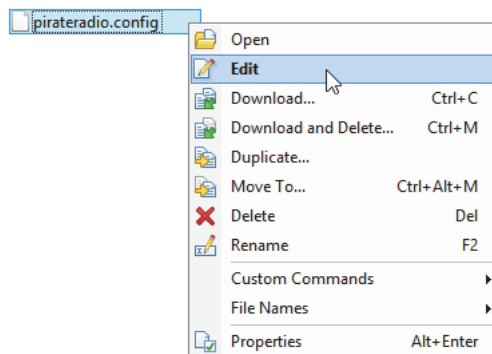 pirateradio.config
Open
Edit
Download... Ctrl+C
Download and Delete... Ctrl+M
Duplicate...
Move To... Ctrl+Alt+M
Delete Del
Rename F2
Custom Commands
File Names
Properties Alt+Enter